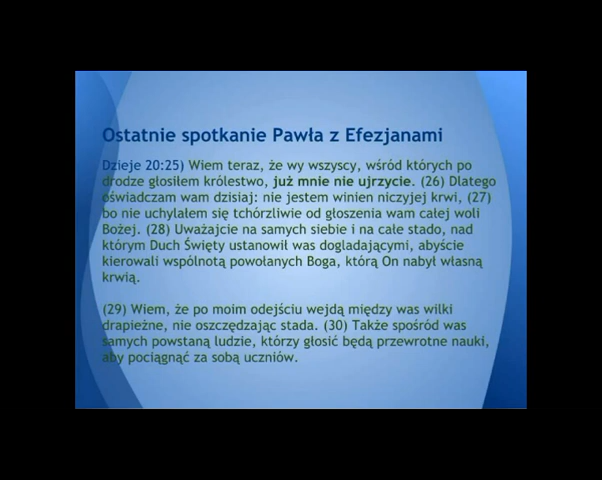 Ostatnie spotkanie Pawła z Efezjanami
Dzieje 20:25) Wiem teraz, że wy wszyscy, wśród których po
drodze głosiłem królestwo, już mnie nie ujrzycie. (26) Dlatego
oświadczam wam dzisiaj: nie jestem winien niczyjej krwi, (27)
bo nie uchylałem się tchórzliwie od głoszenia wam całej woli
Bożej. (28) Uważajcie na samych siebie i na całe stado, nad
którym Duch Święty ustanowił was doglądającymi, abyście
kierowali wspólnotą powołanych Boga, którą On nabył własną
krwią.
(29) Wiem, że po moim odejściu wejdą między was wilki
drapieżne, nie oszczędzając stada. (30) Także spośród was
samych powstaną ludzie, którzy głosić będą przewrotne nauki,
aby pociągnąć za sobą uczniów.